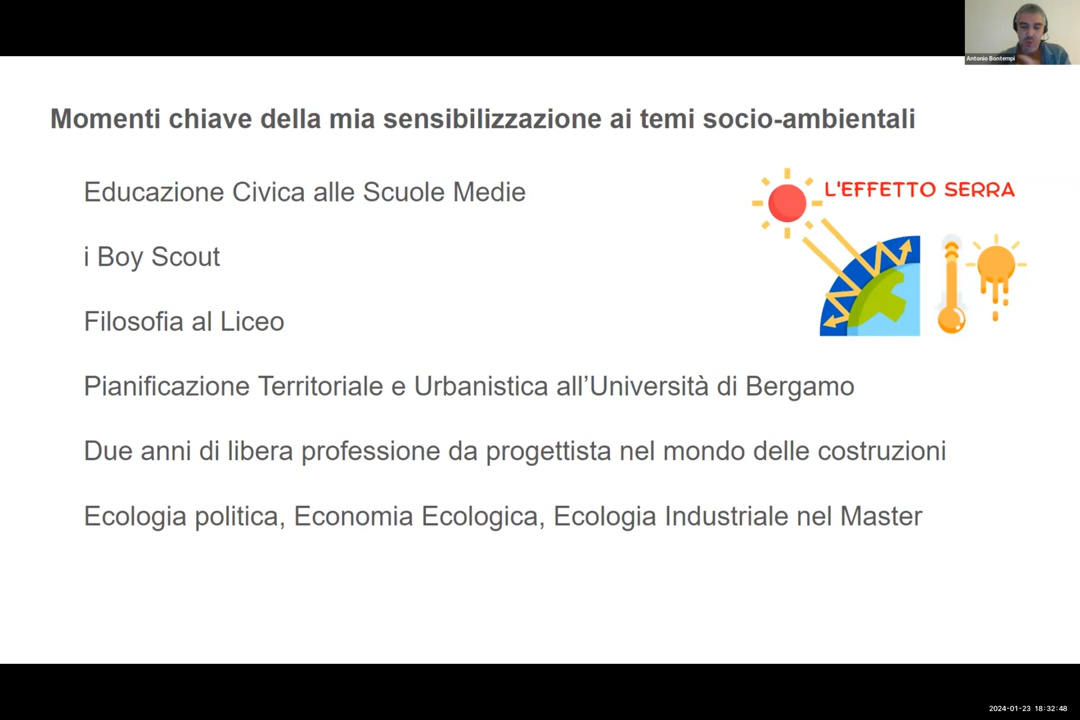 Antonio Bontempi
Momenti chiave della mia sensibilizzazione ai temi socio-ambientali
Educazione Civica alle Scuole Medie
L'EFFETTO SERRA
i Boy Scout
Filosofia al Liceo
Pianificazione Territoriale e Urbanistica all’Università di Bergamo
Due anni di libera professione da progettista nel mondo delle costruzioni
Ecologia politica, Economia Ecologica, Ecologia Industriale nel Master
2024-01-23 18:32:48